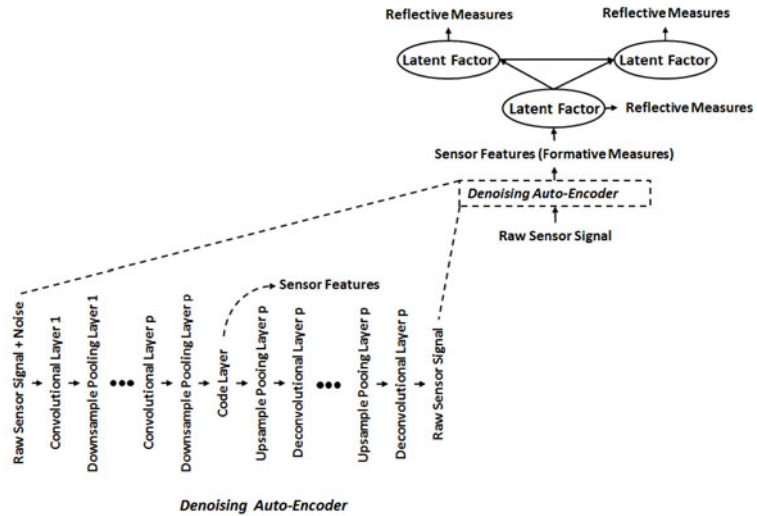 Reflective Measures
Reflective Measures
Latent Factor
Latent Factor
Latent Factor
Reflective Measures
Sensor Features (Formative Measures)
Denoising Auto-Encoder
Raw Sensor Signal
Sensor Features
Raw Sensor Signal + Noise
Convolutional Layer 1
Downsample Pooling Layer 1
Convolutional Layer p
Downsample Pooling Layer p
Code Layer
Upsample Pooing Layer p
Deconvolutional Layer p
Upsample Pooing Layer p
Deconvolutional Layer p
Raw Sensor Signal
Denoising Auto-Encoder